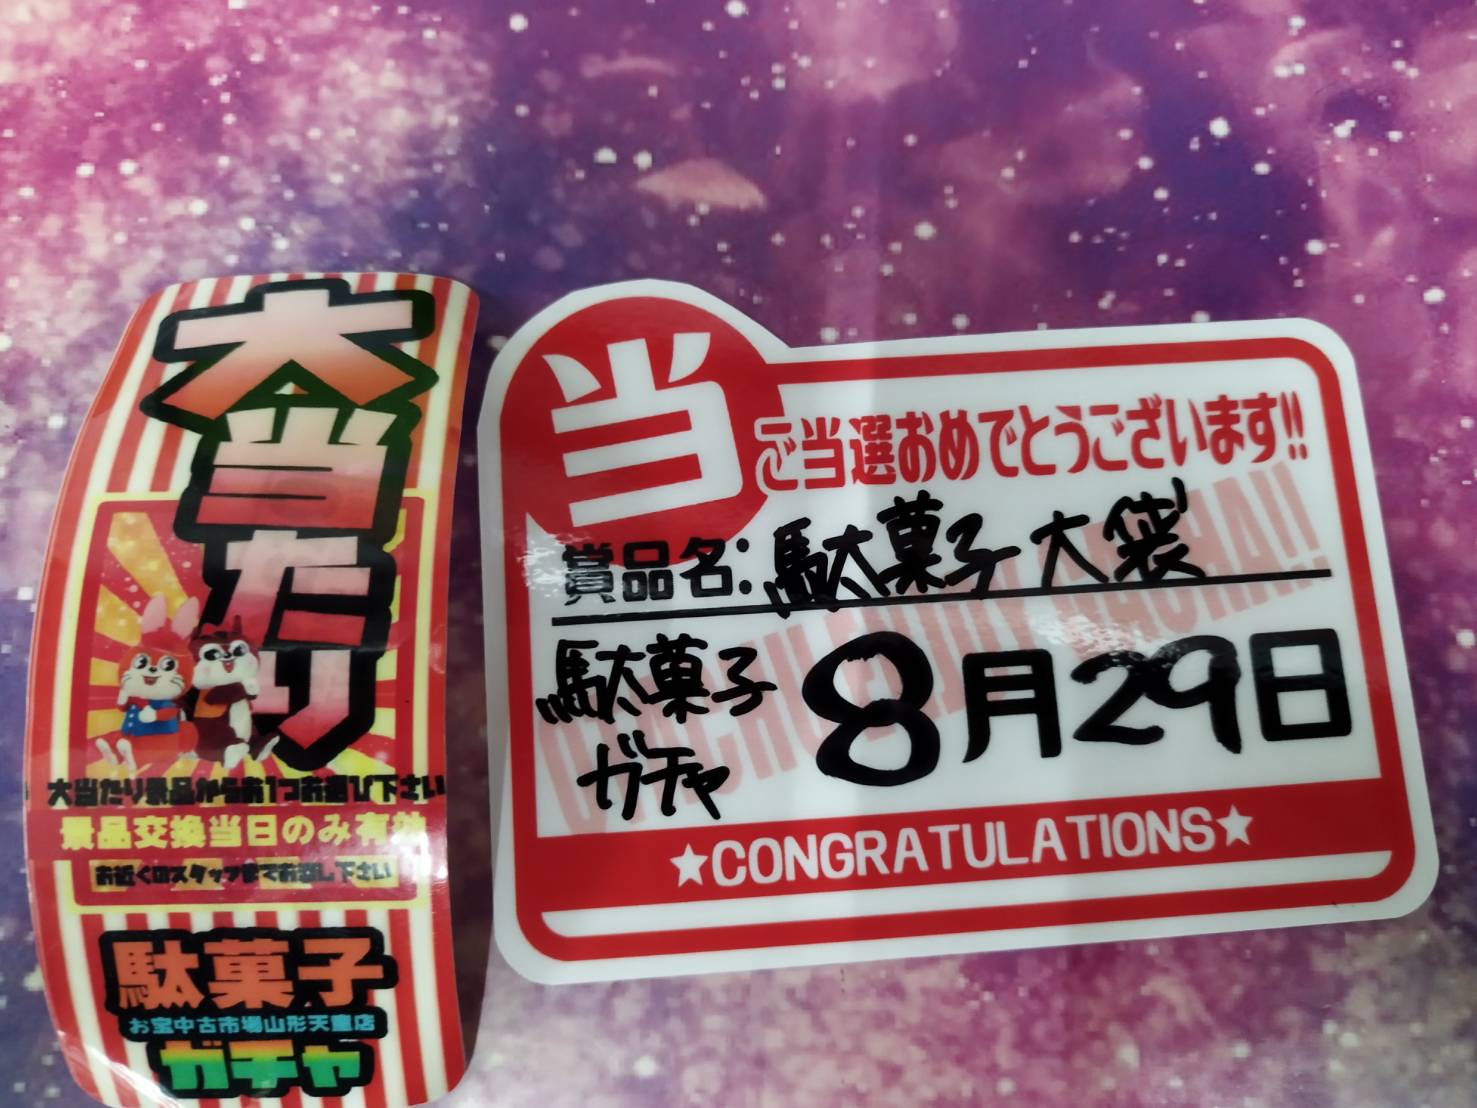 大当たり
大当たり景品からお1つお選び下さい
景品交換当日のみ有効
お近くのスタッフまでお渡し下さい
駄菓子
お宝中古市場山形天童店
ガチャ
当
ご当選おめでとうございます!!
賞品名:駄菓子大袋
駄菓子
ガチャ
8月29日
★CONGRATULATIONS★